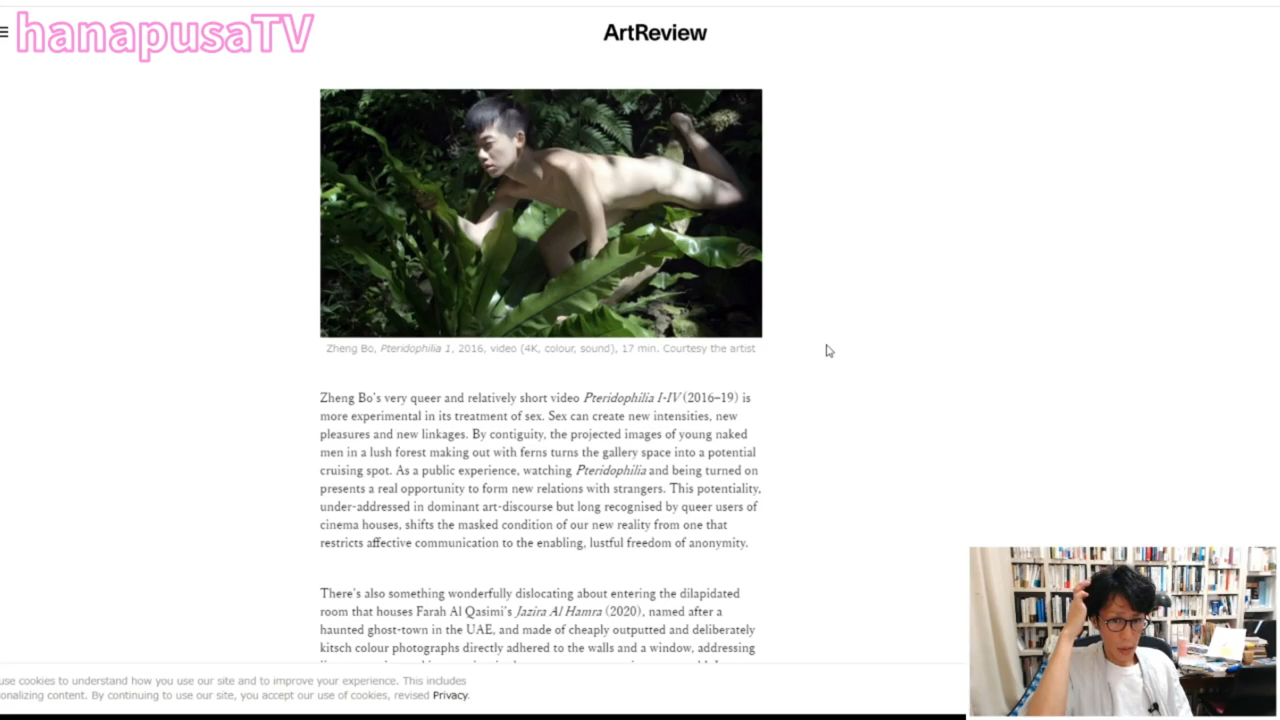 hanapusaTV
ArtReview
Zheng Bo, Pteridophilia 1, 2016, video (4K, colour, sound), 17 min. Courtesy the artist
Zheng Bo's very queer and relatively short video Pteridophilia I-IV (2016–19) is
more experimental in its treatment of sex. Sex can create new intensities, new
pleasures and new linkages. By contiguity, the projected images of young naked
men in a lush forest making out with ferns turns the gallery space into a potential
cruising spot. As a public experience, watching Pteridophilia and being turned on
presents a real opportunity to form new relations with strangers. This potentiality,
under-addressed in dominant art-discourse but long recognised by queer users of
cinema houses, shifts the masked condition of our new reality from one that
restricts affective communication to the enabling, lustful freedom of anonymity.
There's also something wonderfully dislocating about entering the dilapidated
room that houses Farah Al Qasimi's Jazira Al Hamra (2020), named after a
haunted ghost-town in the UAE, and made of cheaply outputted and deliberately
kitsch colour photographs directly adhered to the walls and a window, addressing
use cookies to understand how you use our site and to improve your experience. This includes
onalizing content. By continuing to use our site, you accept our use of cookies, revised Privacy.